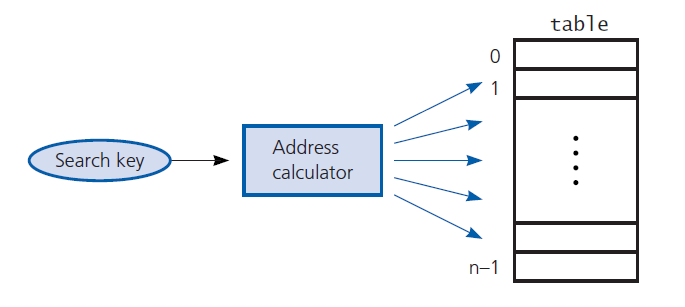 table
0
1
Search key
Address
calculator
n–1